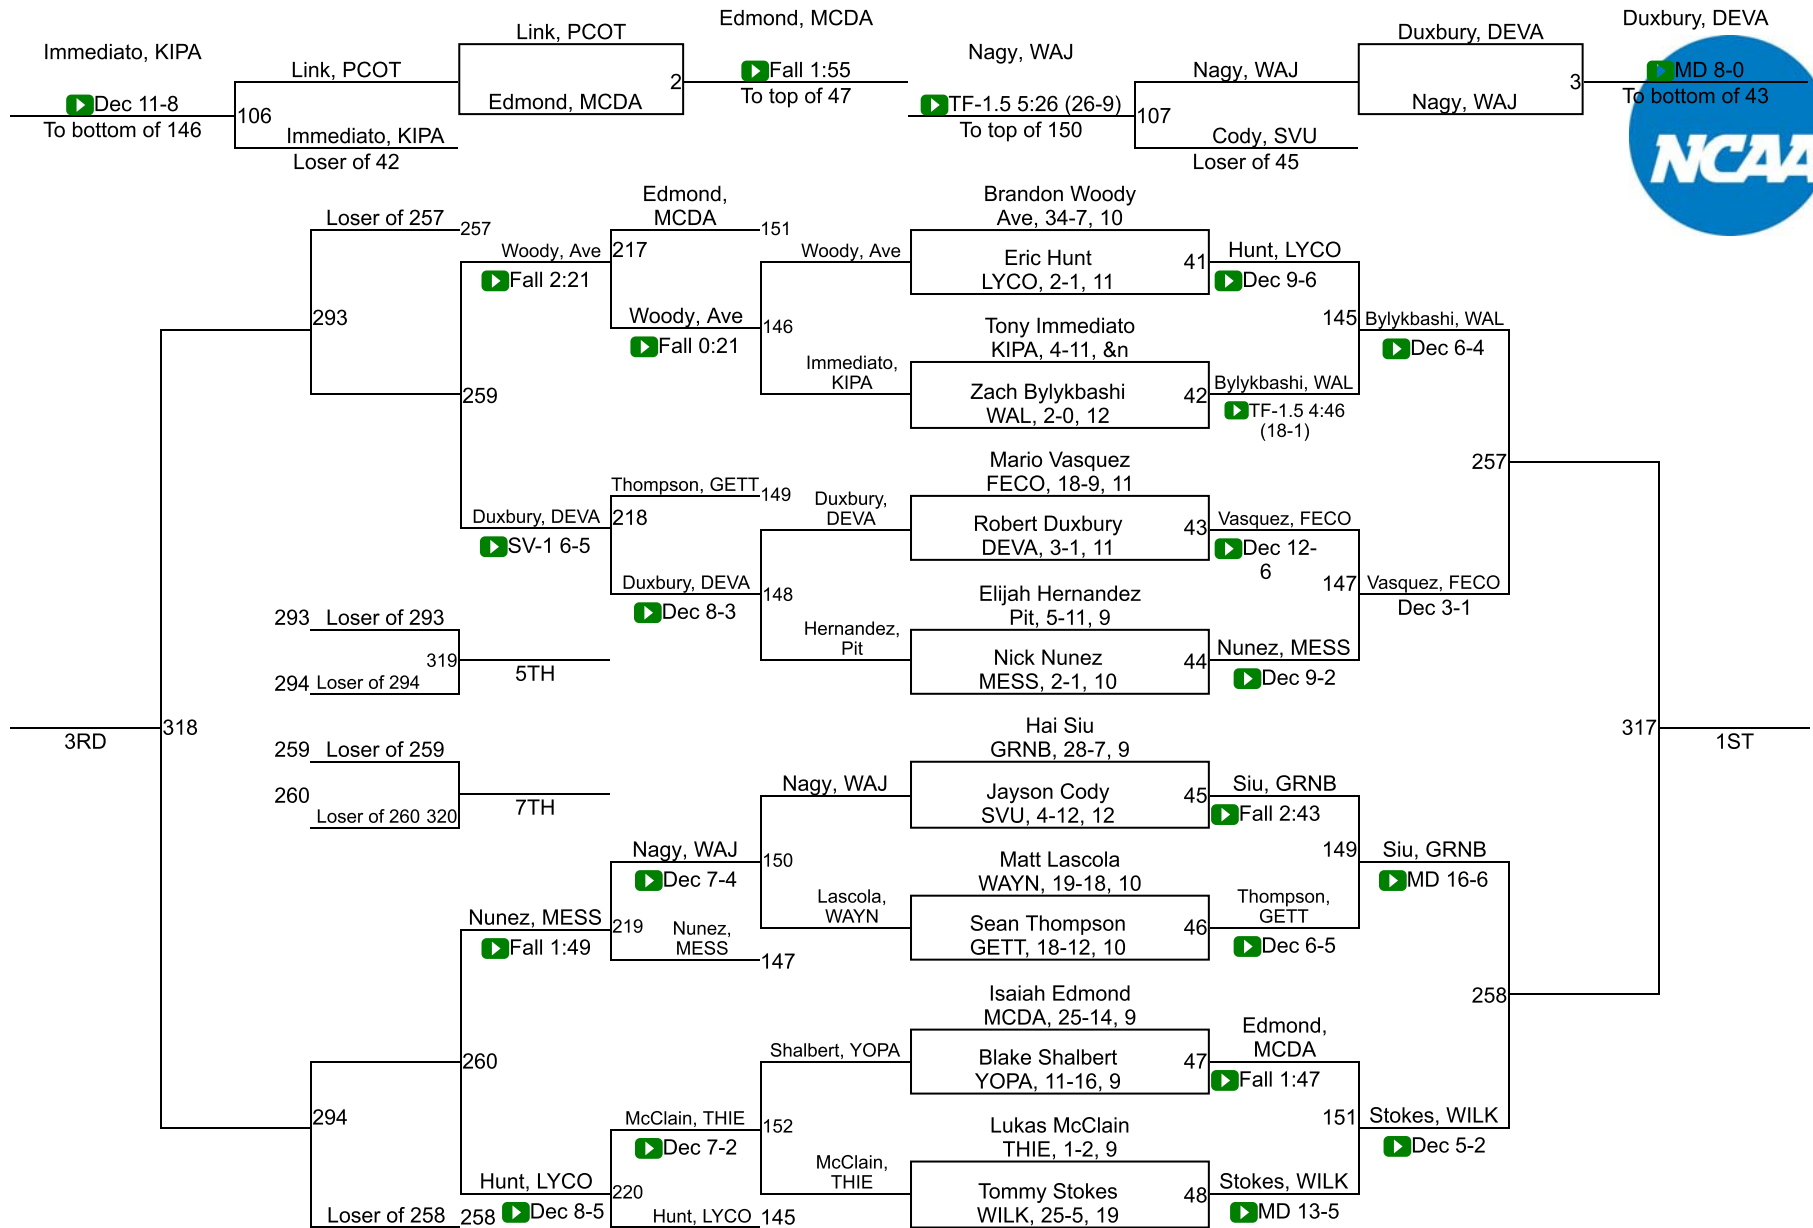 Immediato, KIPA
Dec 11-8
To bottom of 146
106
Link, PCOT
Immediato, KIPA
Loser of 42
Link, PCOT
Edmond, MCDA
2
Edmond, MCDA
Fall 1:55
To top of 47
Nagy, WAJ
TF-1.5 5:26 (26-9)
To top of 150
107
Nagy, WAJ
Cody, SVU
Loser of 45
Duxbury, DEVA
Nagy, WAJ
3
Duxbury, DEVA
MD 8-0
To bottom of 43
NCAA
Loser of 257
257
293
Woody, Ave
Fall 2:21
217
Edmond,
MCDA
151
Woody, Ave
Fall 0:21
146
Woody, Ave
Immediato,
KIPA
259
Brandon Woody
Ave, 34-7, 10
Eric Hunt
LYCO, 2-1, 11
41
Hunt, LYCO
Dec 9-6
Tony Immediato
KIPA, 4-11, &n
Zach Bylykbashi
WAL, 2-0, 12
42
Bylykbashi, WAL
TF-1.5 4:46
(18-1)
145
Bylykbashi, WAL
Dec 6-4
Mario Vasquez
FECO, 18-9, 11
Robert Duxbury
DEVA, 3-1, 11
43
Vasquez, FECO
Dec 12-
6
257
Thompson, GETT
149
Duxbury, DEVA
SV-1 6-5
218
Duxbury,
DEVA
Duxbury, DEVA
Dec 8-3
148
Hernandez,
Pit
Elijah Hernandez
Pit, 5-11, 9
Nick Nunez
MESS, 2-1, 10
44
Nunez, MESS
Dec 9-2
147
Vasquez, FECO
Dec 3-1
293
Loser of 293
319
294
Loser of 294
5TH
3RD
318
259
Loser of 259
260
Loser of 260
320
7TH
317
1ST
Hai Siu
GRNB, 28-7, 9
Jayson Cody
SVU, 4-12, 12
45
Siu, GRNB
Fall 2:43
Nagy, WAJ
Nagy, WAJ
Dec 7-4
150
Lascola,
WAYN
Matt Lascola
WAYN, 19-18, 10
Sean Thompson
GETT, 18-12, 10
46
Thompson,
GETT
Dec 6-5
149
Siu, GRNB
MD 16-6
Nunez, MESS
Fall 1:49
219
Nunez,
MESS
147
258
Isaiah Edmond
MCDA, 25-14, 9
Blake Shalbert
YOPA, 11-16, 9
47
Edmond,
MCDA
Fall 1:47
Shalbert, YOPA
260
294
McClain, THIE
Dec 7-2
152
McClain,
THIE
Lukas McClain
THIE, 1-2, 9
Tommy Stokes
WILK, 25-5, 19
48
Stokes, WILK
MD 13-5
151
Stokes, WILK
Dec 5-2
Hunt, LYCO
Dec 8-5
220
Hunt, LYCO
145
Loser of 258
258